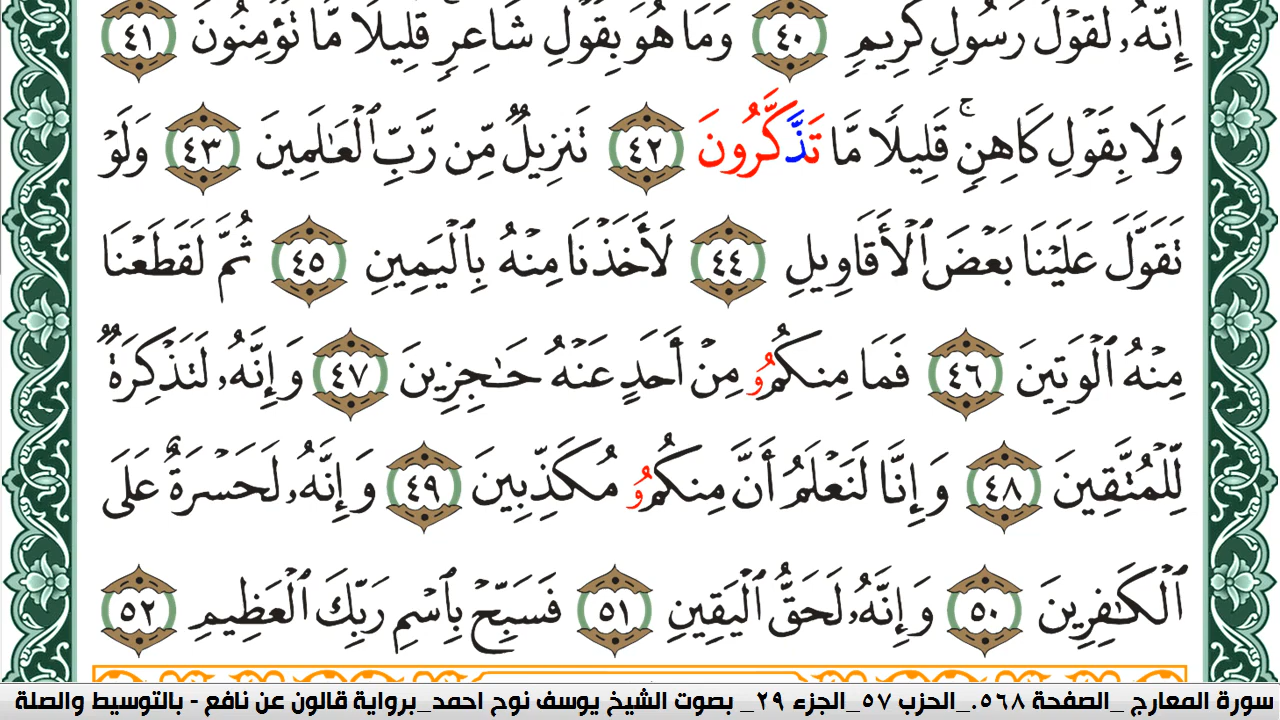 إِنَّهُۥ لَقَوْلُ رَسُولٍ كَرِيمٍ ٤٠ وَمَا هُوَ بِقَوْلِ شَاعِرٍۚ قَلِيلًا مَّا تُؤْمِنُونَ ٤١
وَلَا بِقَوْلِ كَاهِنٍۚ قَلِيلًا مَّا تَذَّكَّرُونَ ٤٢ تَنزِيلٌ مِّن رَّبِّ ٱلْعَٰلَمِينَ ٤٣ وَلَوْ
تَقَوَّلَ عَلَيْنَا بَعْضَ ٱلْأَقَاوِيلِ ٤٤ لَأَخَذْنَا مِنْهُ بِٱلْيَمِينِ ٤٥ ثُمَّ لَقَطَعْنَا
مِنْهُ ٱلْوَتِينَ ٤٦ فَمَا مِنكُمُو مِنْ أَحَدٍ عَنْهُ حَٰجِزِينَ ٤٧ وَإِنَّهُۥ لَتَذْكِرَةٌ
لِّلْمُتَّقِينَ ٤٨ وَإِنَّا لَنَعْلَمُ أَنَّ مِنكُمُو مُكَذِّبِينَ ٤٩ وَإِنَّهُۥ لَحَسْرَةٌ عَلَى
ٱلْكَٰفِرِينَ ٥٠ وَإِنَّهُۥ لَحَقُّ ٱلْيَقِينِ ٥١ فَسَبِّحْ بِٱسْمِ رَبِّكَ ٱلْعَظِيمِ ٥٢
سورة المعارج _الصفحة ٥٦٨._الحزب ٥٧_الجزء ٢٩_ بصوت الشيخ يوسف نوح احمد_برواية قالون عن نافع - بالتوسيط والصلة